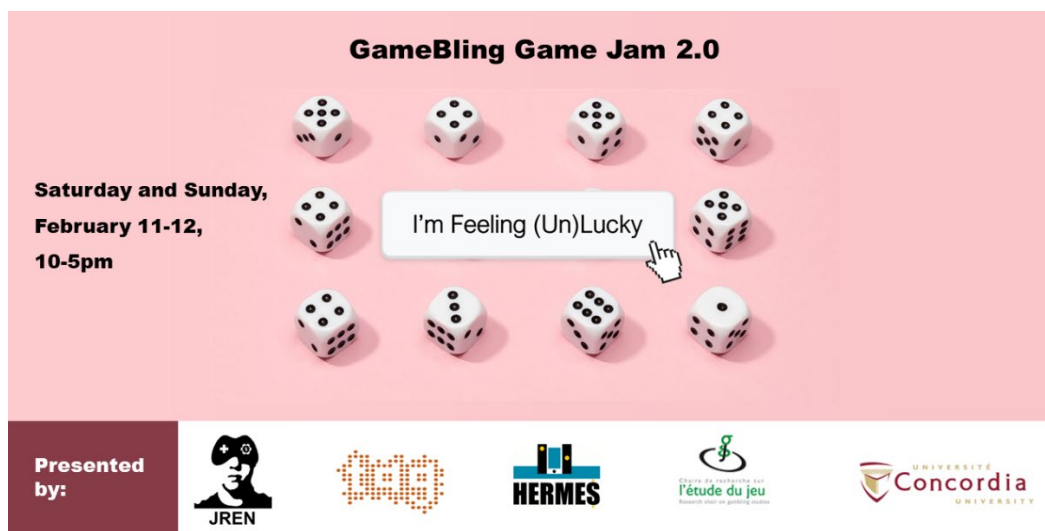 GameBling Game Jam 2.0
Saturday and Sunday,
February 11-12,
10-5pm
I'm Feeling (Un)Lucky
Presented
by:
JREN
tag
HERMES
Chaire de recherche sur
l'étude du jeu
Research chair on gambling studies
UNIVERSITÉ
Concordia
UNIVERSITY